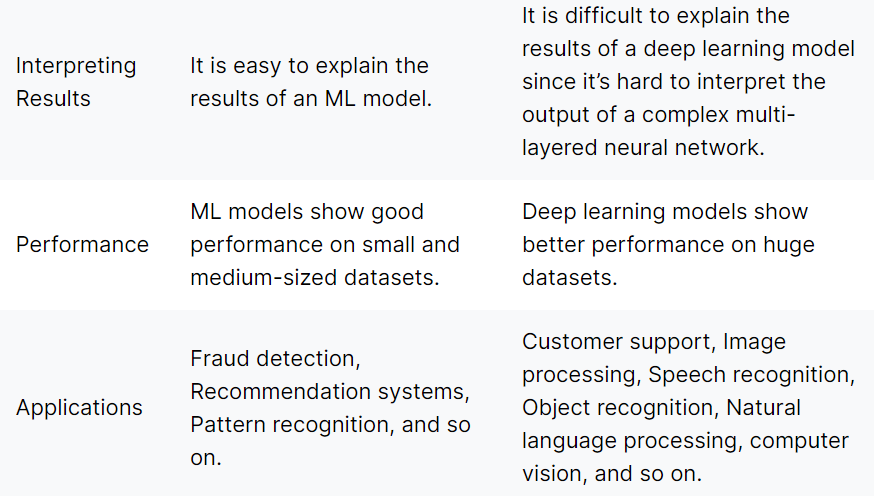 Interpreting
Results
It is easy to explain the
results of an ML model.
It is difficult to explain the
results of a deep learning model
since it’s hard to interpret the
output of a complex multi-
layered neural network.
Performance
ML models show good
performance on small and
medium-sized datasets.
Deep learning models show
better performance on huge
datasets.
Applications
Fraud detection,
Recommendation systems,
Pattern recognition, and so
on.
Customer support, Image
processing, Speech recognition,
Object recognition, Natural
language processing, computer
vision, and so on.